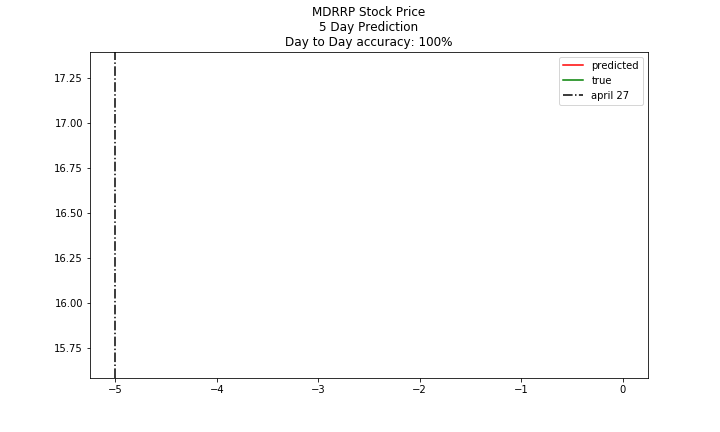 MDRRP Stock Price
5 Day Prediction
Day to Day accuracy: 100%
predicted
true
april 27
17.25
17.00
16.75
16.50
16.25
16.00
15.75
−5
−4
−3
−2
−1
0